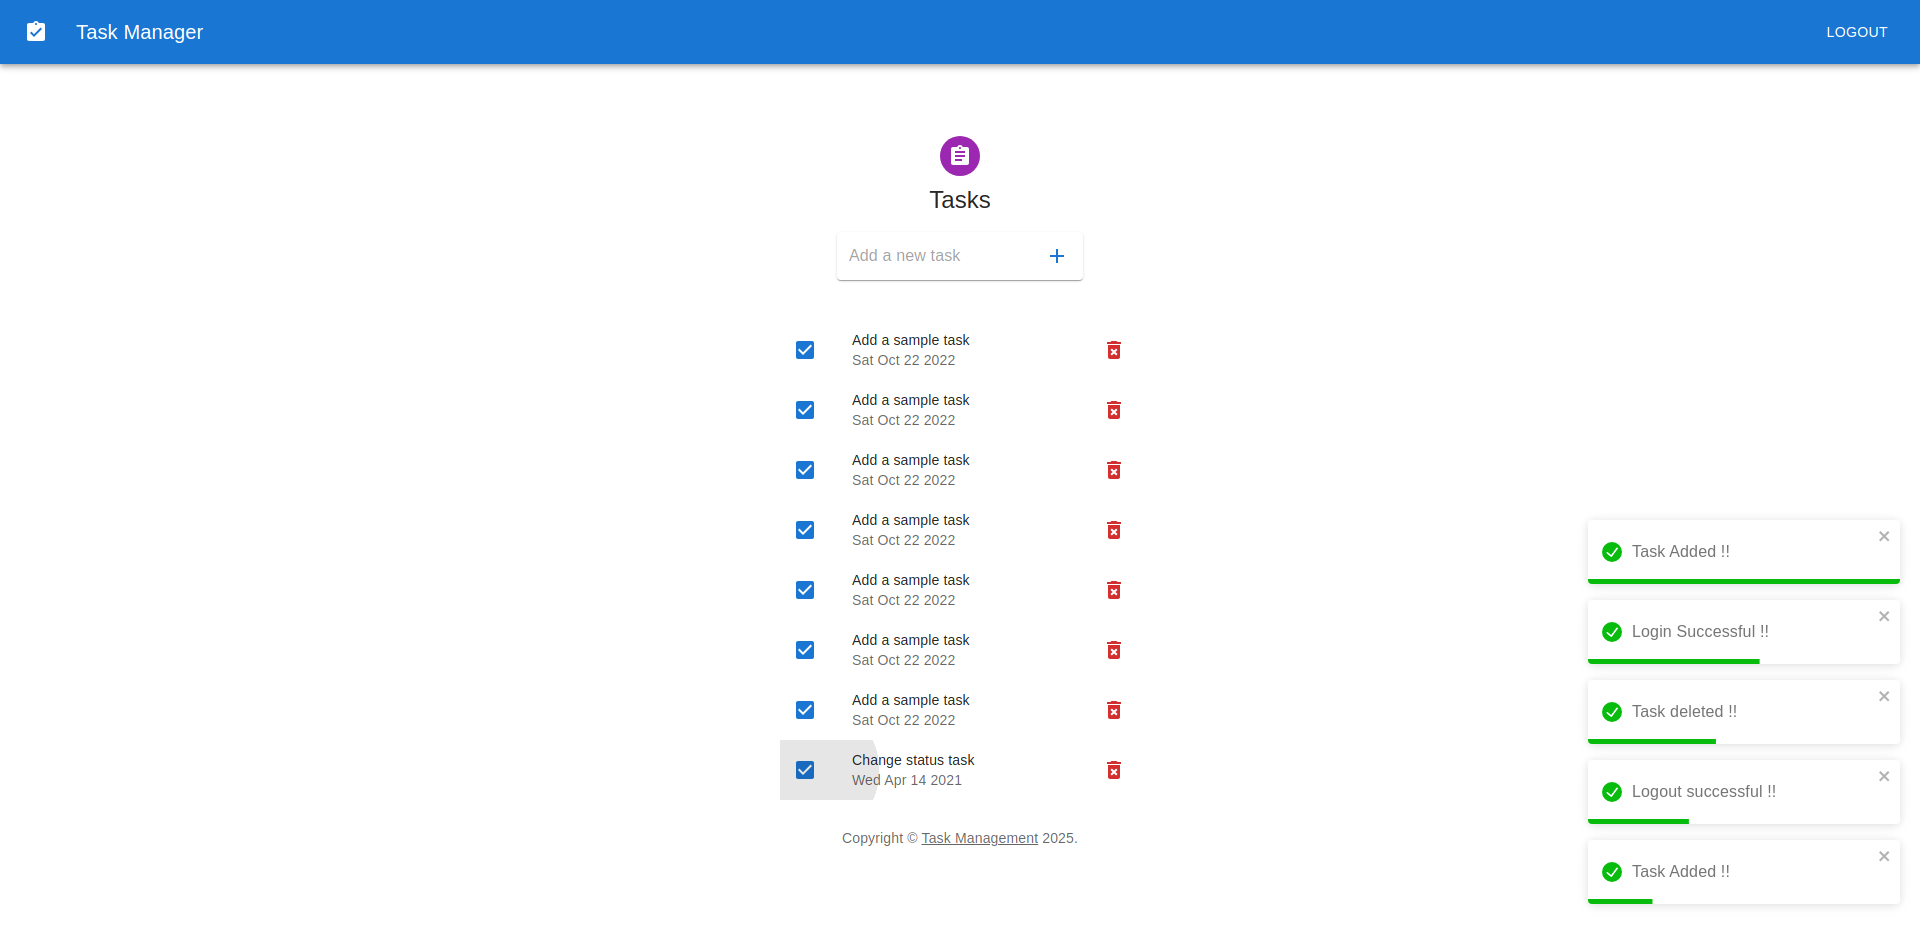 Task Manager
LOGOUT
Tasks
Add a new task
Add a sample task
Sat Oct 22 2022
Add a sample task
Sat Oct 22 2022
Add a sample task
Sat Oct 22 2022
Add a sample task
Sat Oct 22 2022
Add a sample task
Sat Oct 22 2022
Add a sample task
Sat Oct 22 2022
Add a sample task
Sat Oct 22 2022
Change status task
Wed Apr 14 2021
Copyright © Task Management 2025.
Task Added !!
Login Successful !!
Task deleted !!
Logout successful !!
Task Added !!